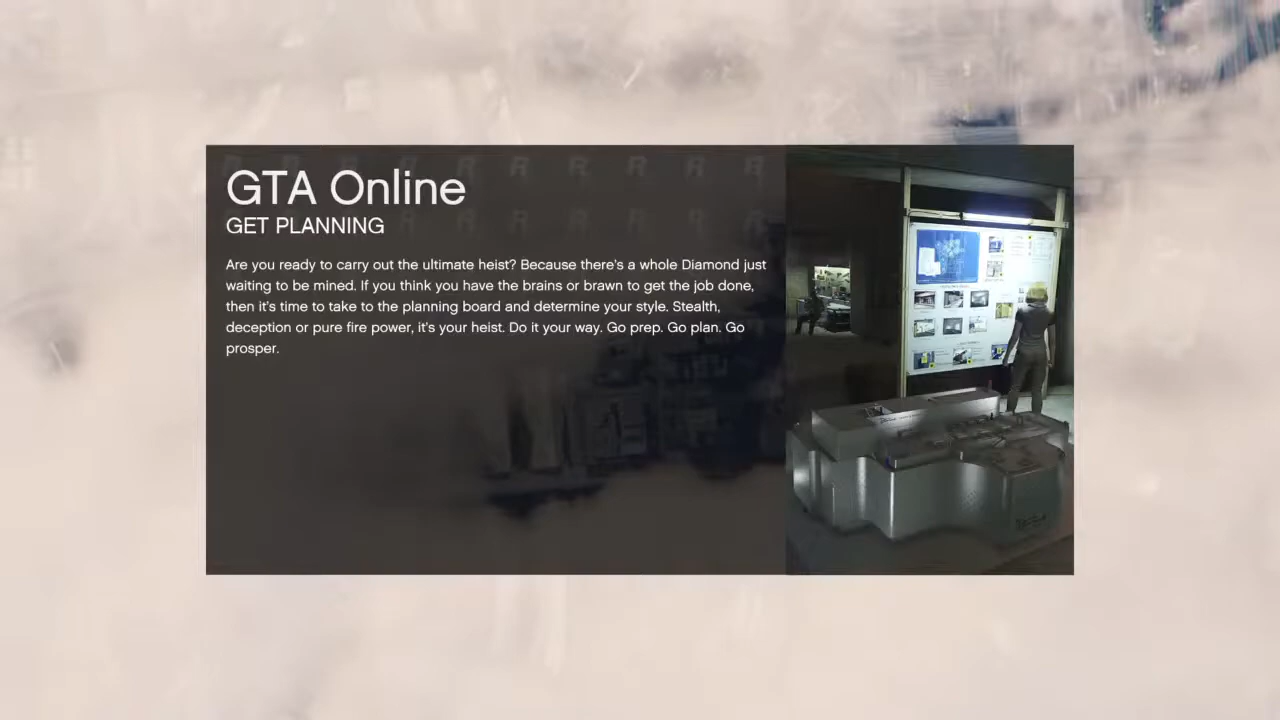 GTA Online
GET PLANNING
Are you ready to carry out the ultimate heist? Because there's a whole Diamond just
waiting to be mined. If you think you have the brains or brawn to get the job done,
then it's time to take to the planning board and determine your style. Stealth,
deception or pure fire power, it's your heist. Do it your way. Go prep. Go plan. Go
prosper.